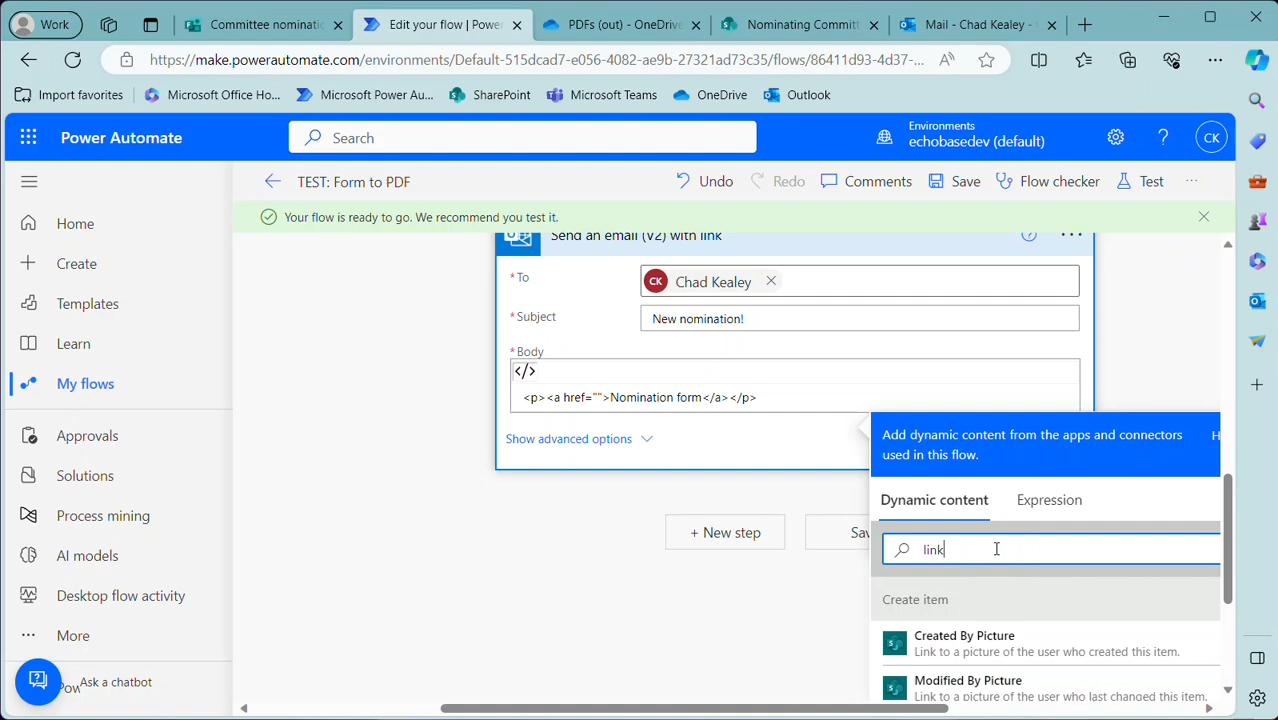 Work
Committee nominatio
Edit your flow | Power
PDFs (out) - OneDrive
Nominating Committ
Mail - Chad Kealey -
https://make.powerautomate.com/environments/Default-515dcad7-e056-4082-ae9b-27321ad73c35/flows/86411d93-4d37-...
Import favorites
Microsoft Office Ho...
Microsoft Power Au...
SharePoint
Microsoft Teams
OneDrive
Outlook
Power Automate
Search
Environments
echobasedev (default)
CK
TEST: Form to PDF
Undo
Redo
Comments
Save
Flow checker
Test
Your flow is ready to go. We recommend you test it.
Home
Create
Templates
Learn
My flows
Approvals
Solutions
Process mining
AI models
Desktop flow activity
More
Ask a chatbot
Send an email (V2) with link
* To
CK Chad Kealey
* Subject
New nomination!
* Body
</>
<p><a href="">Nomination form</a></p>
Show advanced options
+ New step
Sav
Add dynamic content from the apps and connectors
used in this flow.
H
Dynamic content
Expression
link
Create item
Created By Picture
Link to a picture of the user who created this item.
Modified By Picture
Link to a picture of the user who last changed this item.